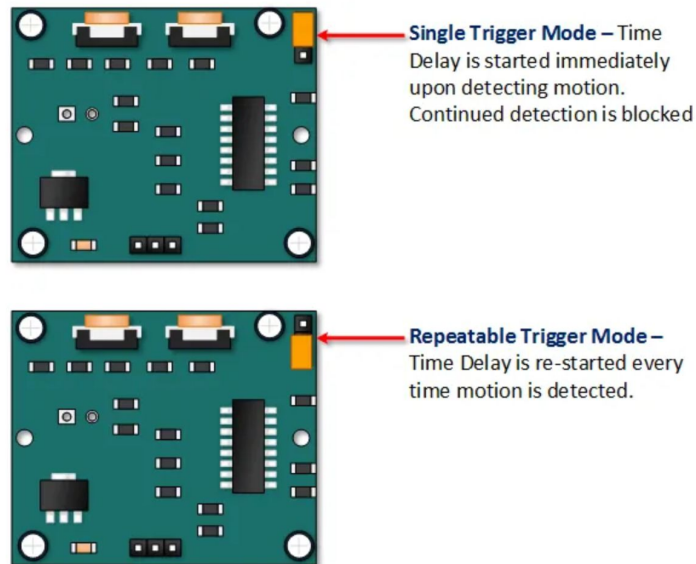 Single Trigger Mode – Time
Delay is started immediately
upon detecting motion.
Continued detection is blocked
Repeatable Trigger Mode –
Time Delay is re-started every
time motion is detected.